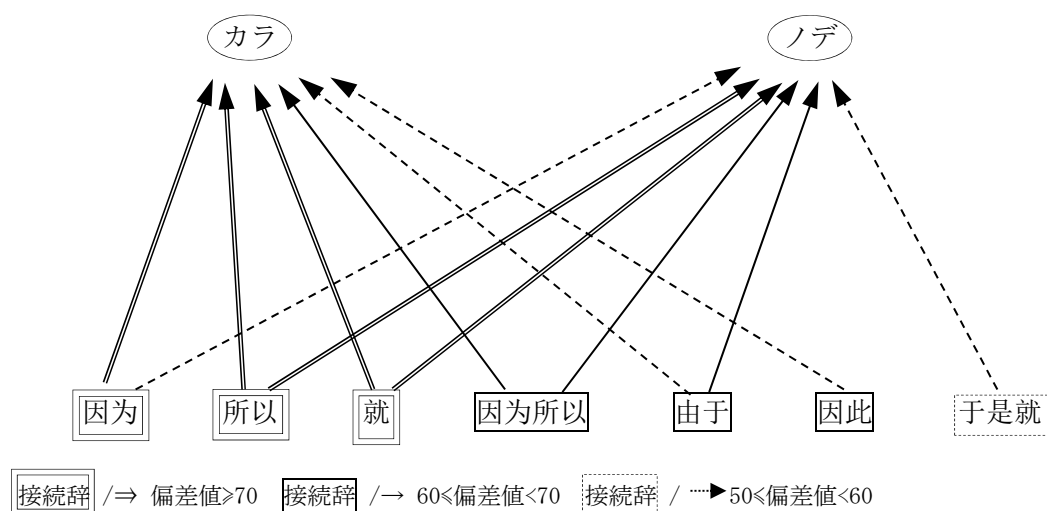 カラ ノデ
因为 所以 就 因为所以 由于 因此 于是就
接続辞 /⇒ 偏差値≥70 接続辞 /→ 60≤偏差値<70 接続辞 / 50≤偏差値<60